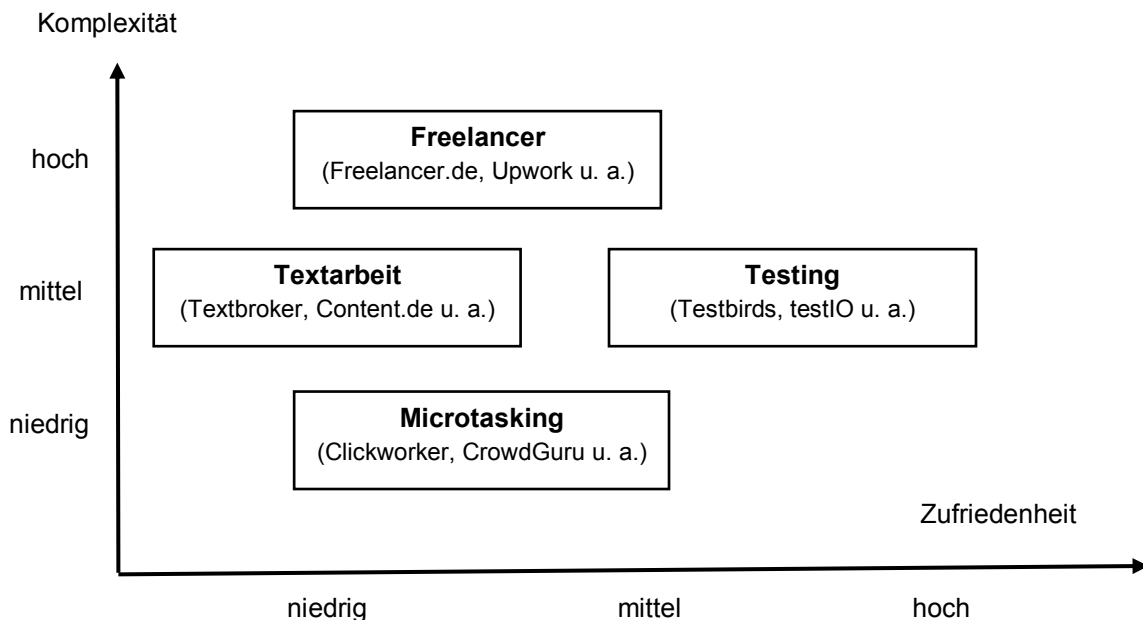 Komplexität
hoch
Freelancer
(Freelancer.de, Upwork u. a.)
mittel
Textarbeit
(Textbroker, Content.de u. a.)
Testing
(Testbirds, testIO u. a.)
niedrig
Microtasking
(Clickworker, CrowdGuru u. a.)
Zufriedenheit
niedrig
mittel
hoch